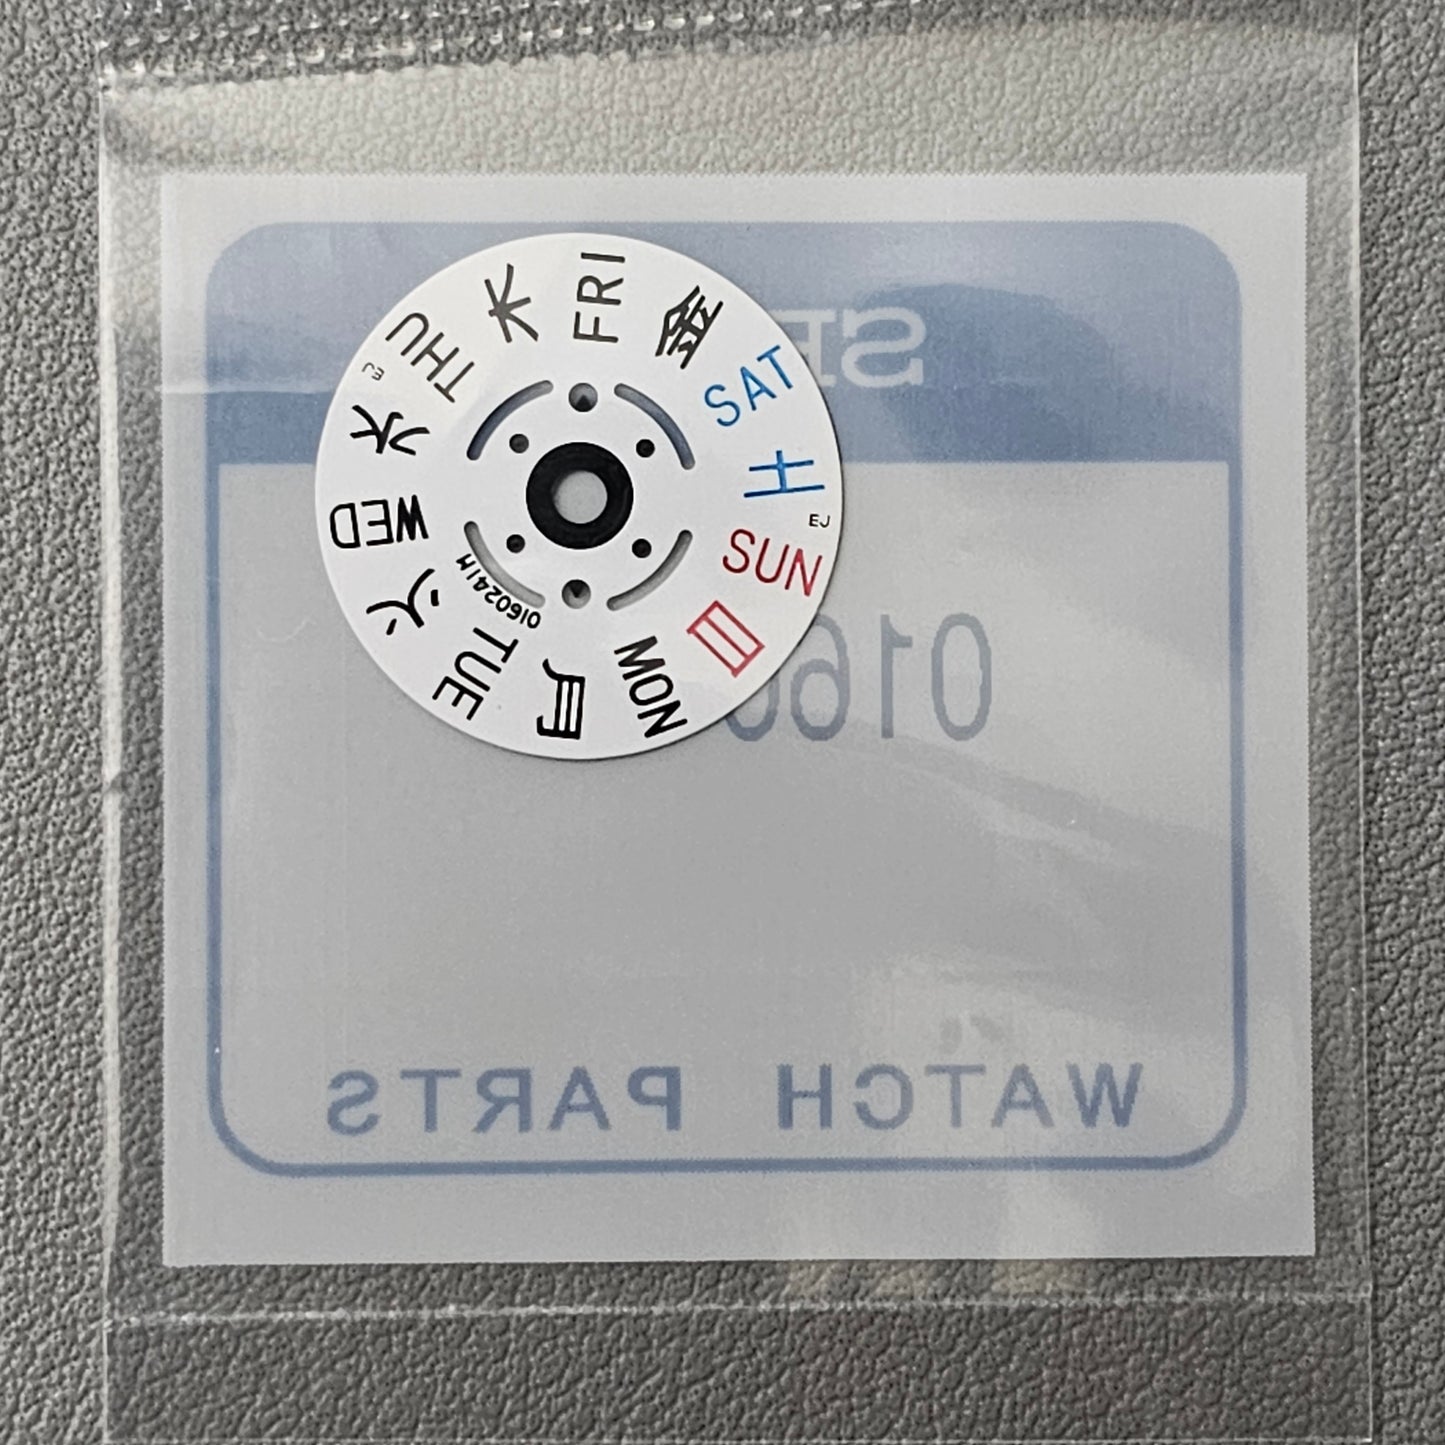 FRI
金
SAT
土
EJ
SUN
日
MON
月
TUE
火
WED
水
EJ
THU
木
0160241M
SE
0160
WATCH PARTS